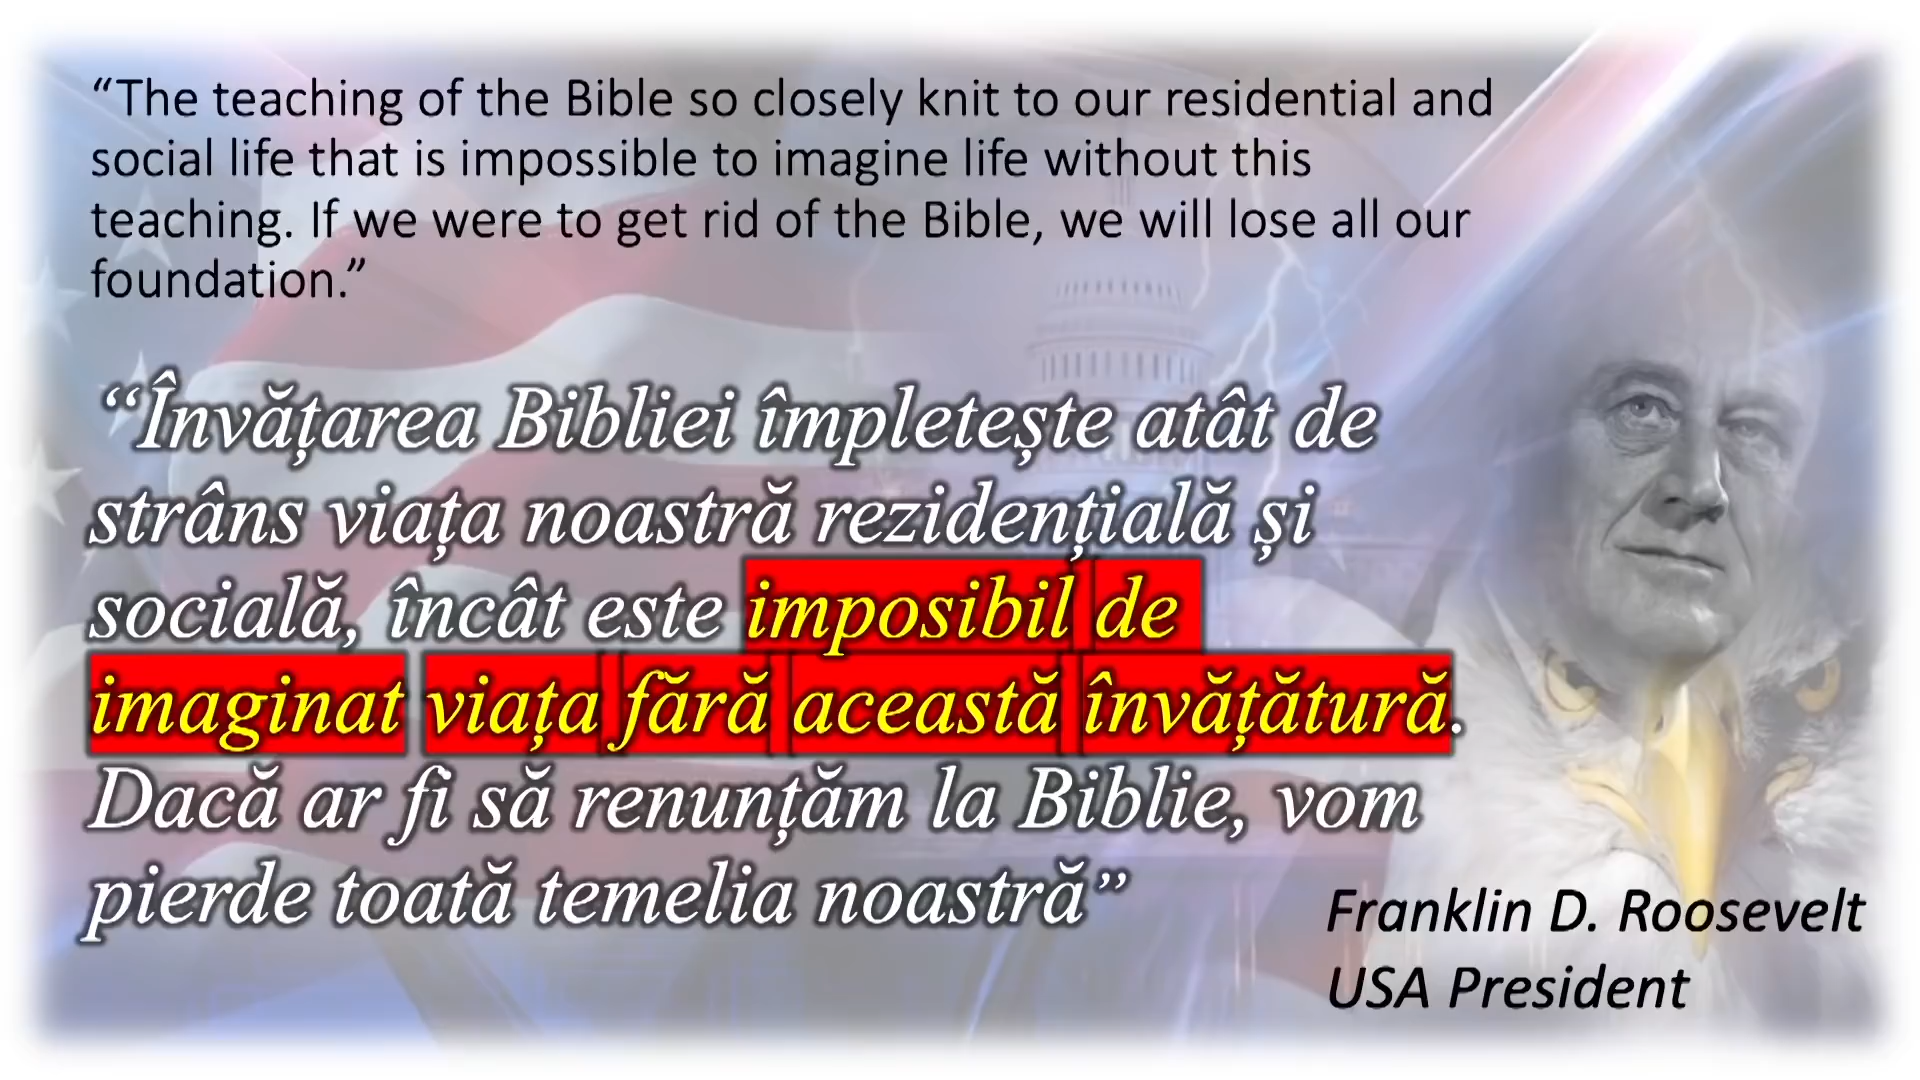 “The teaching of the Bible so closely knit to our residential and
social life that is impossible to imagine life without this
teaching. If we were to get rid of the Bible, we will lose all our
foundation.”
“Învățarea Bibliei împletește atât de
strâns viața noastră rezidențială și
socială, încât este imposibil de
imaginat viața fără această învățătură.
Dacă ar fi să renunțăm la Biblie, vom
pierde toată temelia noastră”
Franklin D. Roosevelt
USA President